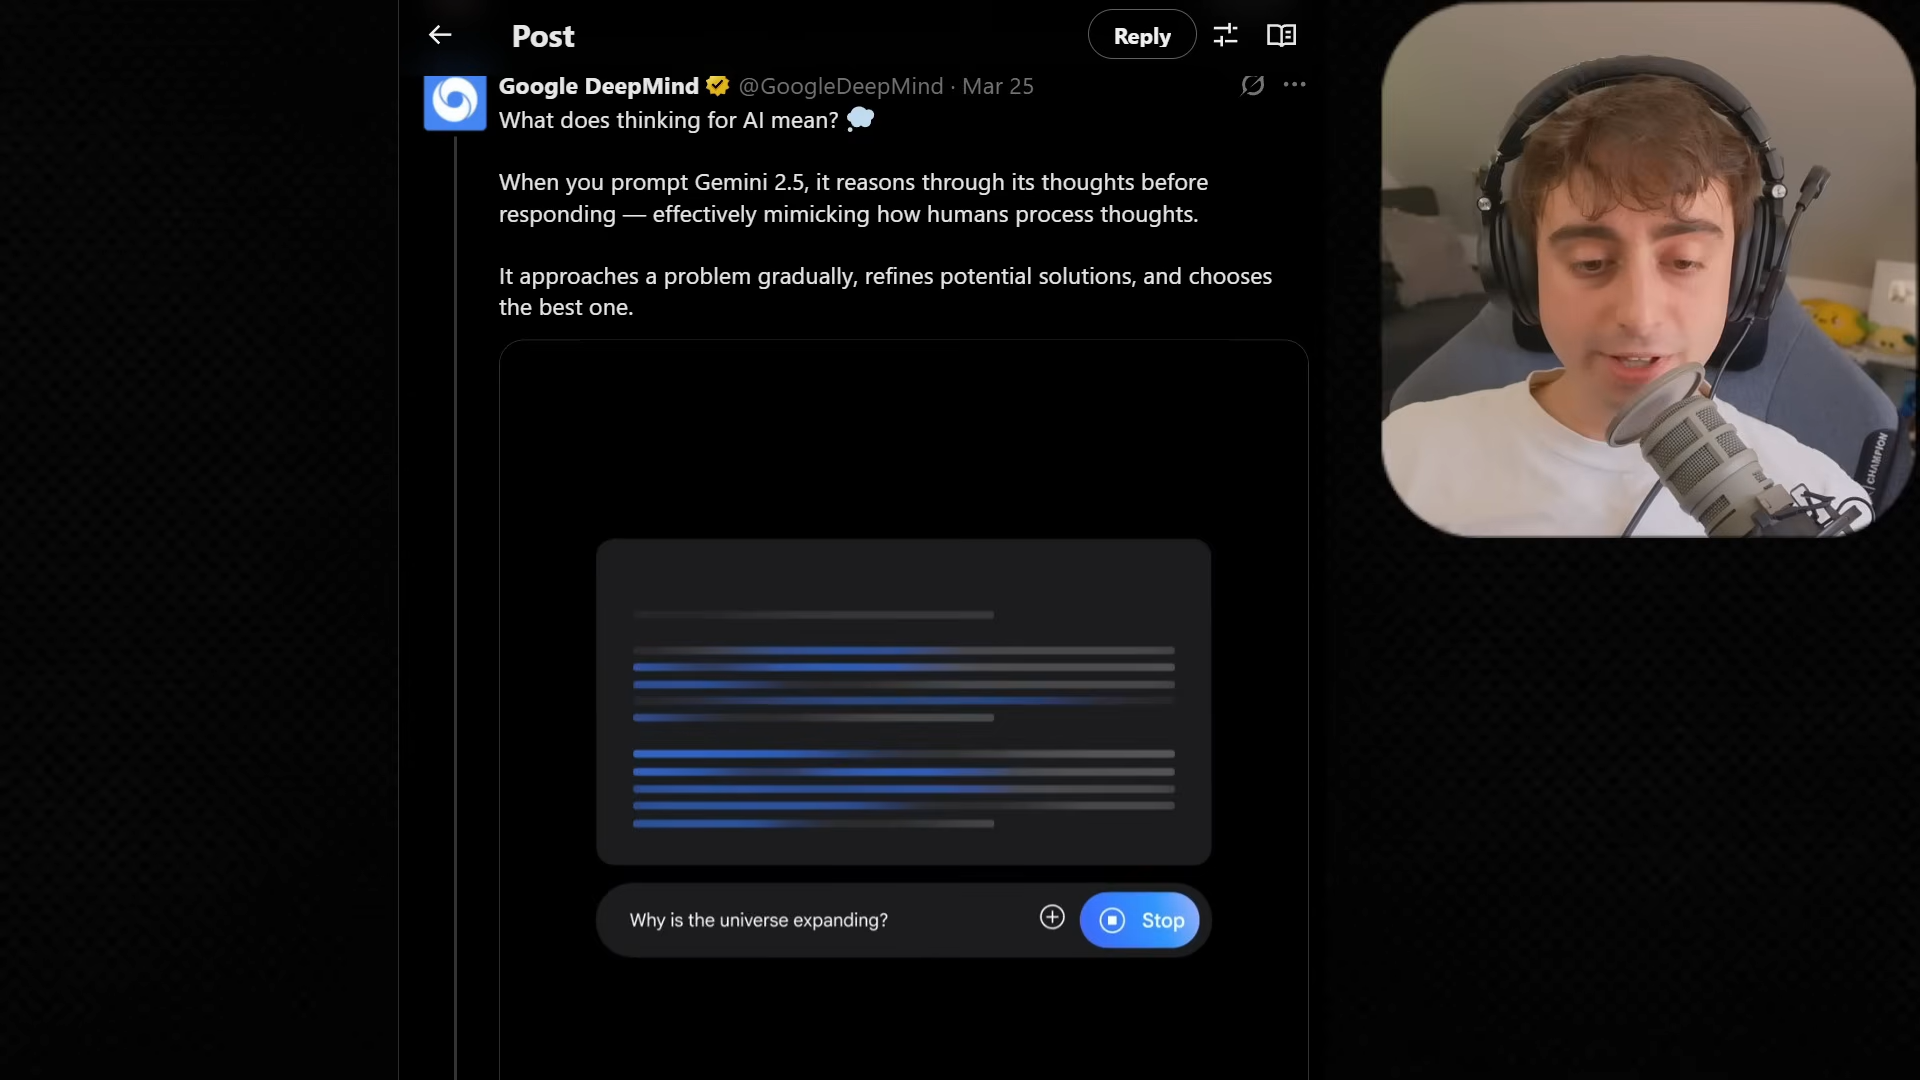 Post
Reply
Google DeepMind @GoogleDeepMind · Mar 25
What does thinking for AI mean? 💭
When you prompt Gemini 2.5, it reasons through its thoughts before
responding — effectively mimicking how humans process thoughts.
It approaches a problem gradually, refines potential solutions, and chooses
the best one.
Why is the universe expanding?
Stop
CHAMPION